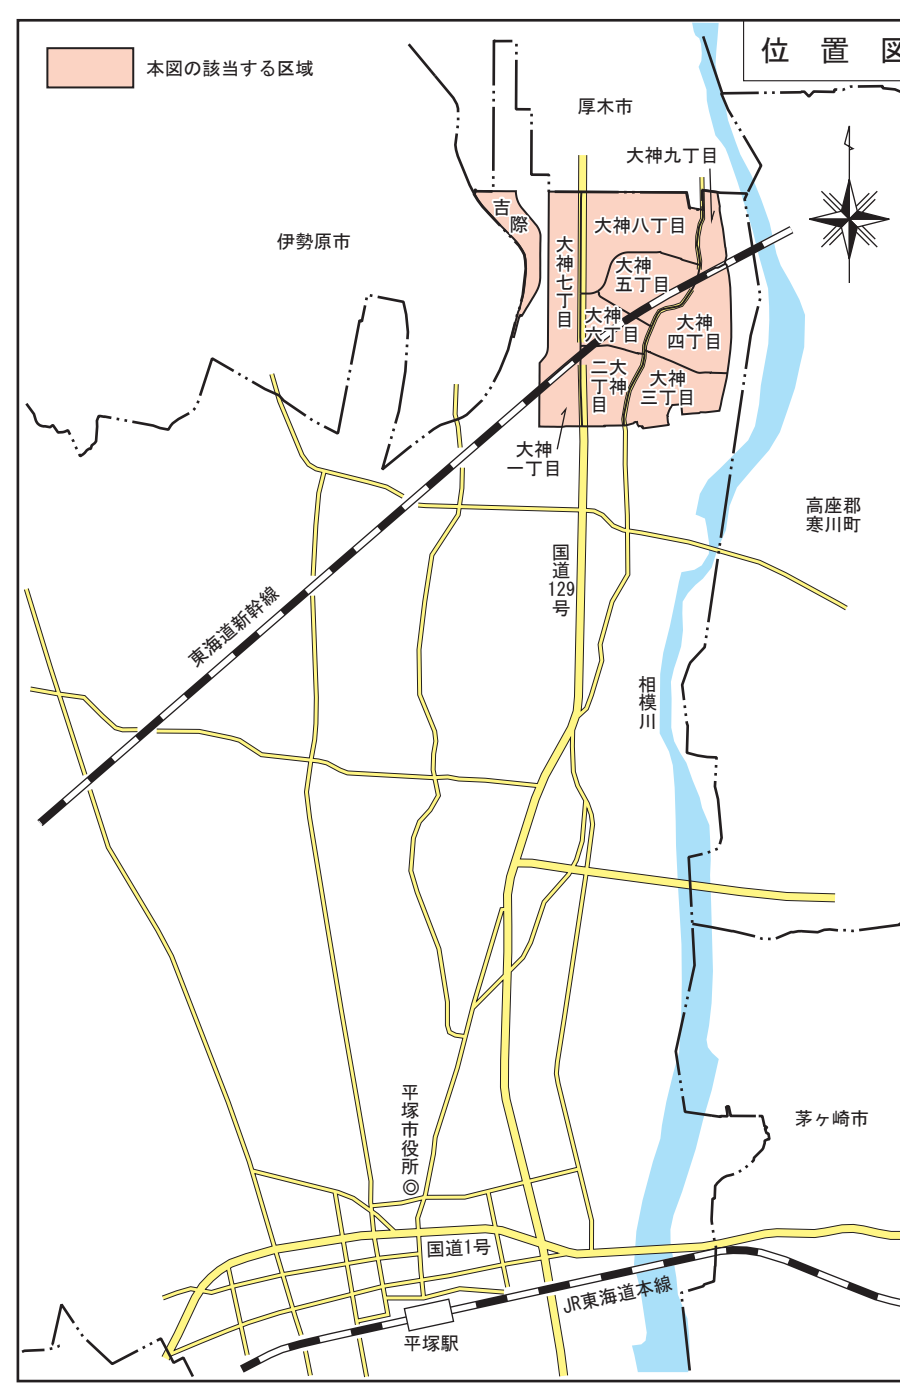 位置図
本図の該当する区域
厚木市
大神九丁目
吉際
大神八丁目
伊勢原市
大神七丁目
大神
五丁目
大神
六丁目
大神
四丁目
大神
二丁目
大神
三丁目
大神
一丁目
高座郡
寒川町
国道129号
東海道新幹線
相模川
平塚市役所
茅ヶ崎市
国道1号
JR東海道本線
平塚駅